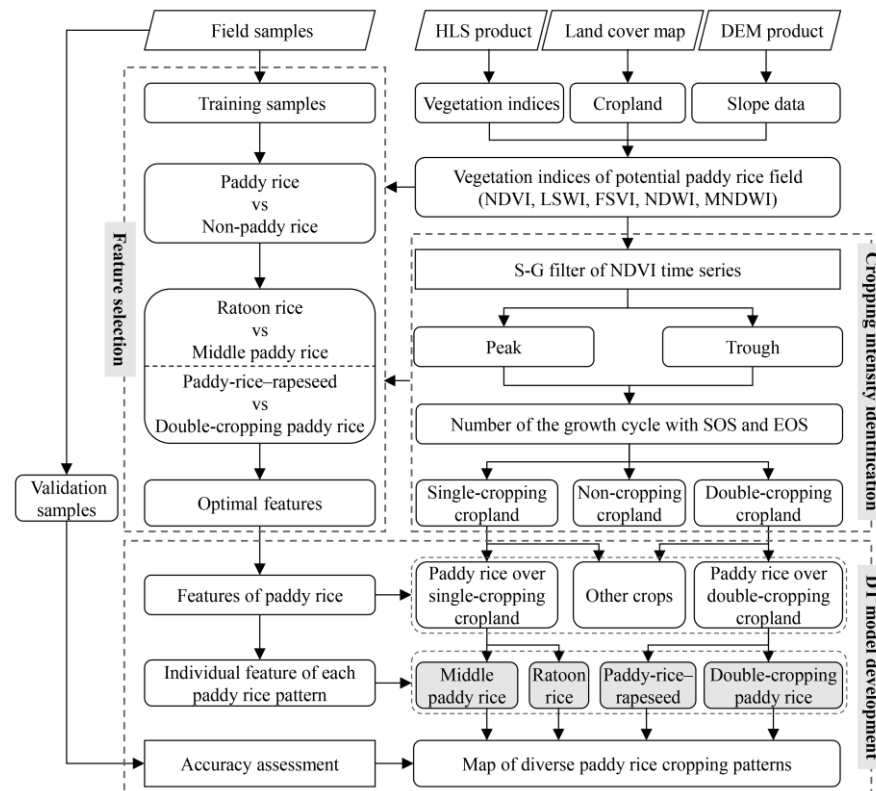 Field samples
HLS product
Land cover map
DEM product
Training samples
Vegetation indices
Cropland
Slope data
Paddy rice
vs
Non-paddy rice
Vegetation indices of potential paddy rice field
(NDVI, LSWI, FSVI, NDWI, MNDWI)
Feature selection
Cropping intensity identification
S-G filter of NDVI time series
Ratoon rice
vs
Middle paddy rice
Peak
Trough
Paddy-rice–rapeseed
vs
Double-cropping paddy rice
Number of the growth cycle with SOS and EOS
Validation
samples
Optimal features
Single-cropping
cropland
Non-cropping
cropland
Double-cropping
cropland
DT model development
Features of paddy rice
Paddy rice over
single-cropping
cropland
Other crops
Paddy rice over
double-cropping
cropland
Individual feature of each
paddy rice pattern
Middle
paddy rice
Ratoon
rice
Paddy-rice–
rapeseed
Double-cropping
paddy rice
Accuracy assessment
Map of diverse paddy rice cropping patterns